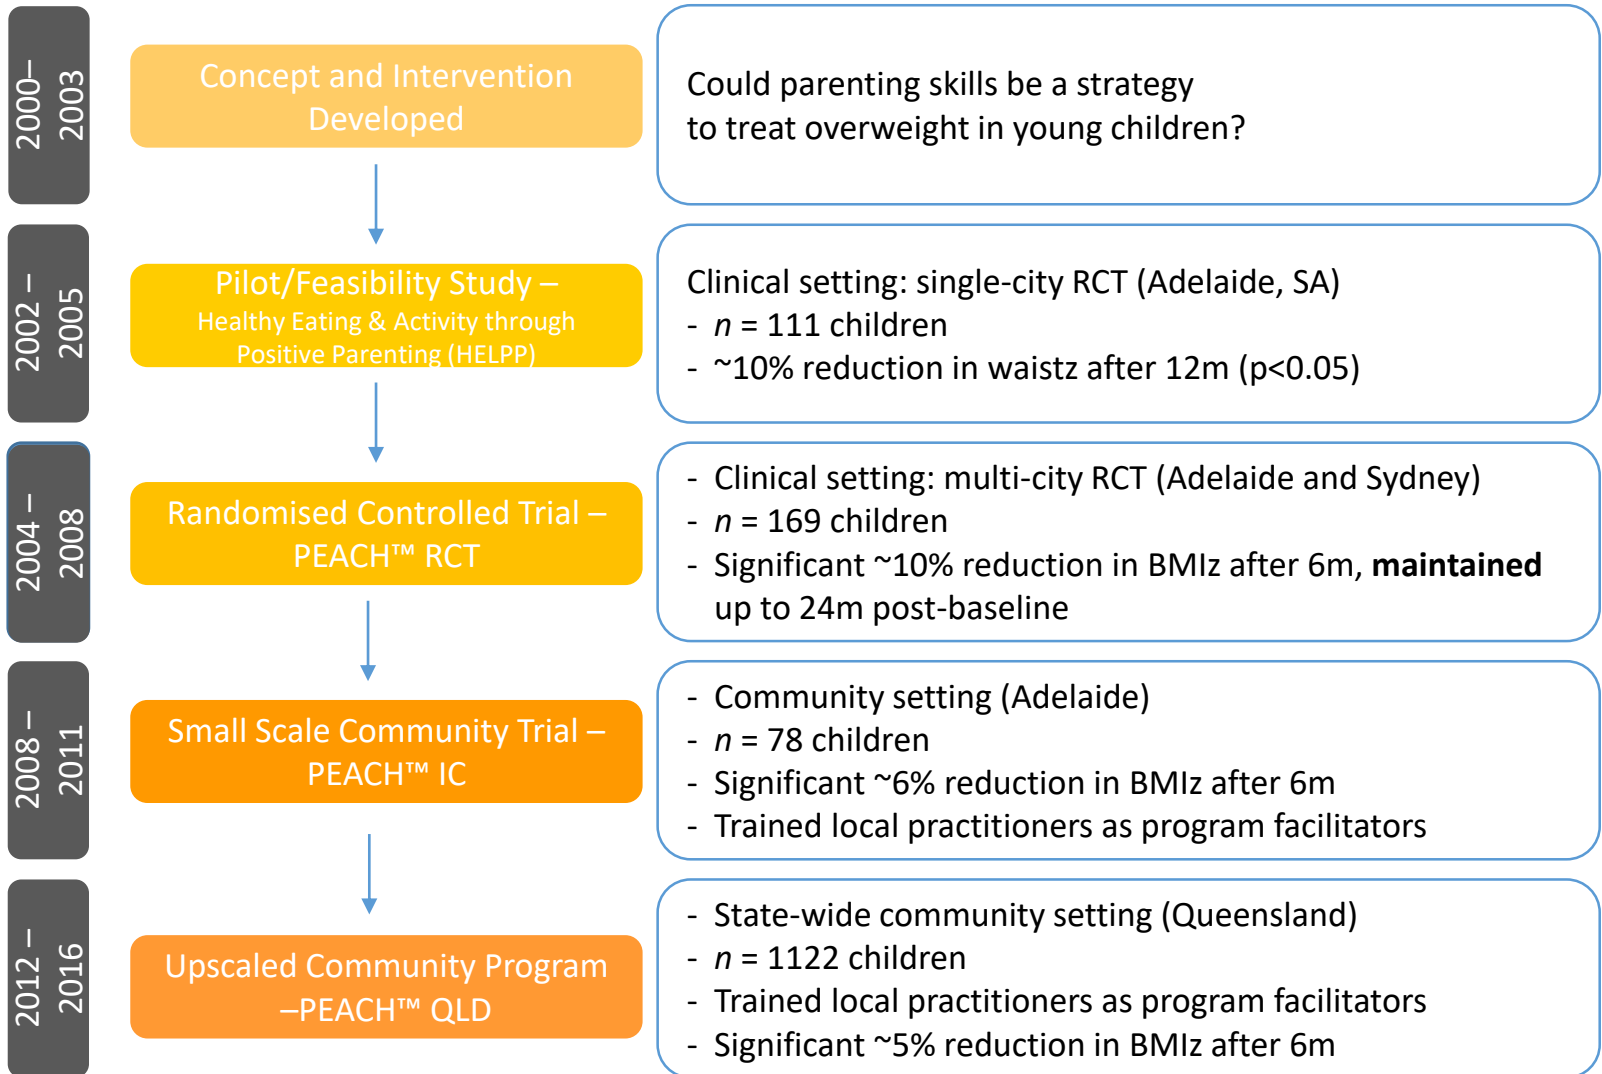 2000–
2003
Concept and Intervention
Developed
Could parenting skills be a strategy
to treat overweight in young children?
2002 –
2005
Pilot/Feasibility Study –
Healthy Eating & Activity through
Positive Parenting (HELPP)
Clinical setting: single-city RCT (Adelaide, SA)
- n = 111 children
- ~10% reduction in waistz after 12m (p<0.05)
2004 –
2008
Randomised Controlled Trial –
PEACH™ RCT
- Clinical setting: multi-city RCT (Adelaide and Sydney)
- n = 169 children
- Significant ~10% reduction in BMIz after 6m, maintained
up to 24m post-baseline
2008 –
2011
Small Scale Community Trial –
PEACH™ IC
- Community setting (Adelaide)
- n = 78 children
- Significant ~6% reduction in BMIz after 6m
- Trained local practitioners as program facilitators
2012 –
2016
Upscaled Community Program
–PEACH™ QLD
- State-wide community setting (Queensland)
- n = 1122 children
- Trained local practitioners as program facilitators
- Significant ~5% reduction in BMIz after 6m